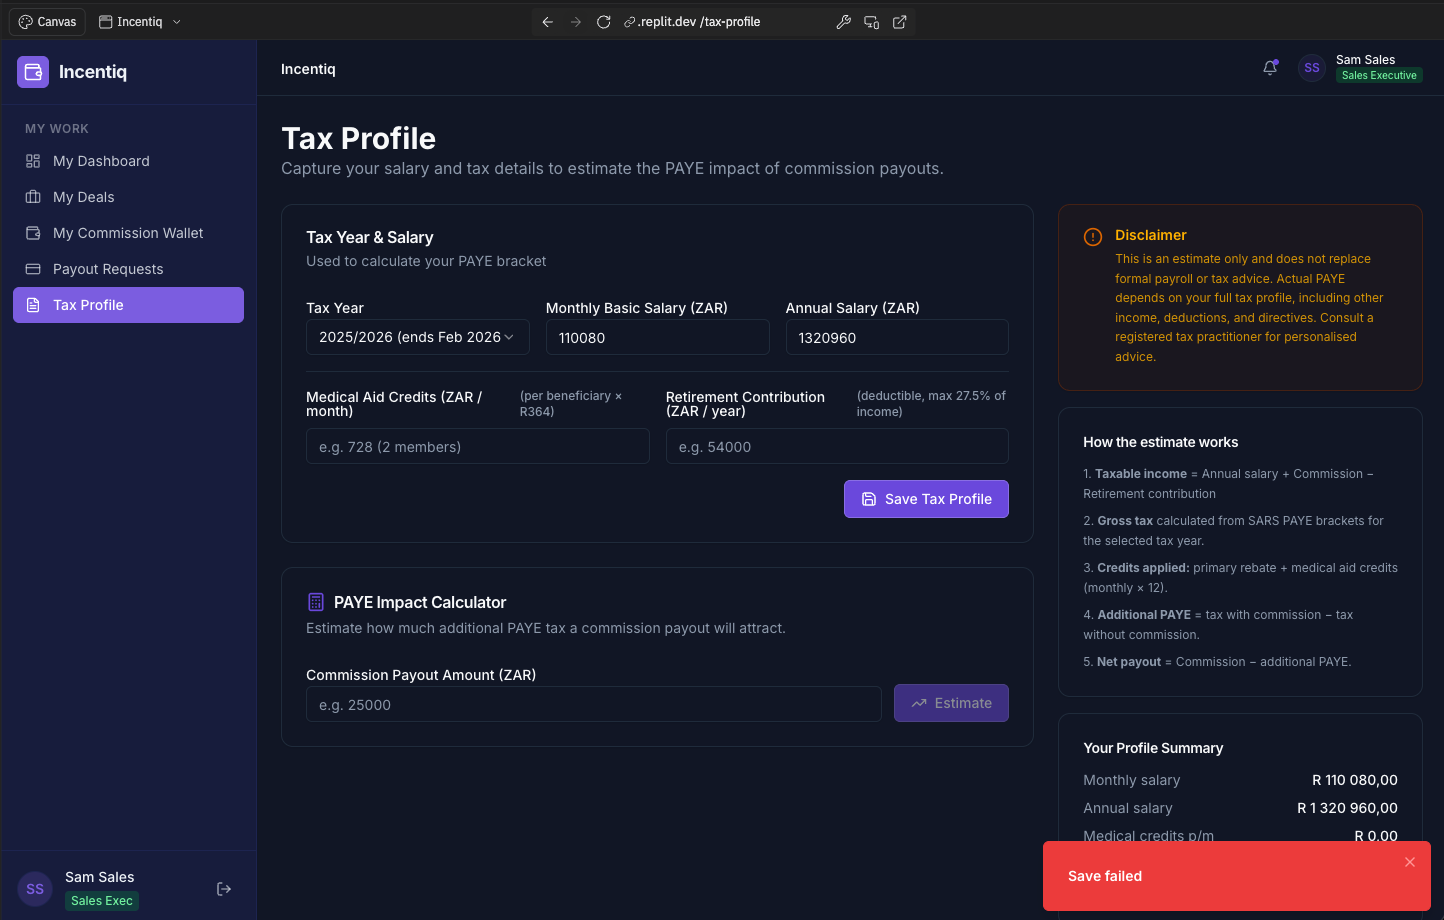 Canvas
Incentiq
.replit.dev /tax-profile
Incentiq
Incentiq
SS
Sam Sales
Sales Executive
MY WORK
My Dashboard
My Deals
My Commission Wallet
Payout Requests
Tax Profile
Tax Profile
Capture your salary and tax details to estimate the PAYE impact of commission payouts.
Tax Year & Salary
Used to calculate your PAYE bracket
Tax Year
Monthly Basic Salary (ZAR)
Annual Salary (ZAR)
2025/2026 (ends Feb 2026
110080
1320960
Medical Aid Credits (ZAR /
month)
(per beneficiary ×
R364)
Retirement Contribution
(ZAR / year)
(deductible, max 27.5% of
income)
e.g. 728 (2 members)
e.g. 54000
Save Tax Profile
PAYE Impact Calculator
Estimate how much additional PAYE tax a commission payout will attract.
Commission Payout Amount (ZAR)
e.g. 25000
Estimate
Disclaimer
This is an estimate only and does not replace
formal payroll or tax advice. Actual PAYE
depends on your full tax profile, including other
income, deductions, and directives. Consult a
registered tax practitioner for personalised
advice.
How the estimate works
1. Taxable income = Annual salary + Commission −
Retirement contribution
2. Gross tax calculated from SARS PAYE brackets for
the selected tax year.
3. Credits applied: primary rebate + medical aid credits
(monthly × 12).
4. Additional PAYE = tax with commission − tax
without commission.
5. Net payout = Commission − additional PAYE.
Your Profile Summary
Monthly salary R 110 080,00
Annual salary R 1 320 960,00
Medical credits p/m R 0,00
Save failed
SS
Sam Sales
Sales Exec